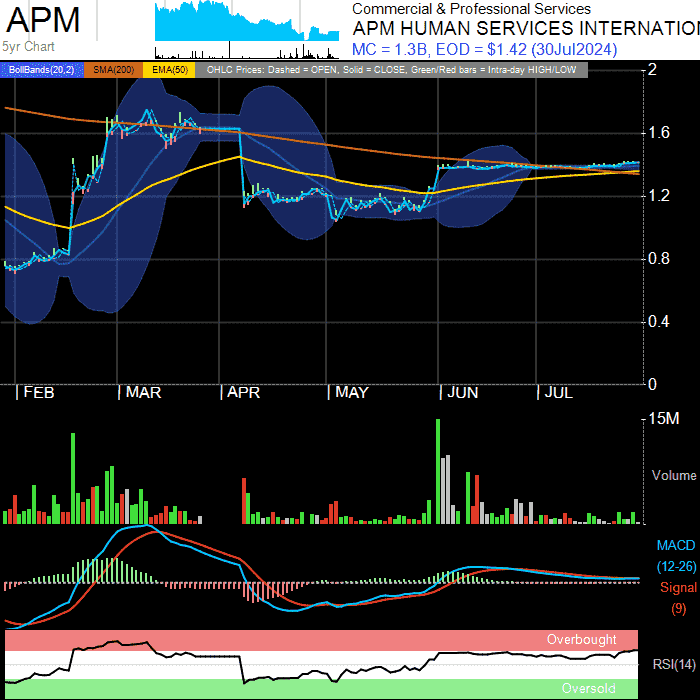 APM
5yr Chart
Commercial & Professional Services
APM HUMAN SERVICES INTERNATION
MC = 1.3B, EOD = $1.42 (30Jul2024)
BollBands(20,2) SMA(200) EMA(50) OHLC Prices: Dashed = OPEN, Solid = CLOSE, Green/Red bars = Intra-day HIGH/LOW
2
1.6
1.2
0.8
0.4
0
FEB MAR APR MAY JUN JUL
15M
Volume
MACD
(12-26)
Signal
(9)
Overbought
RSI(14)
Oversold